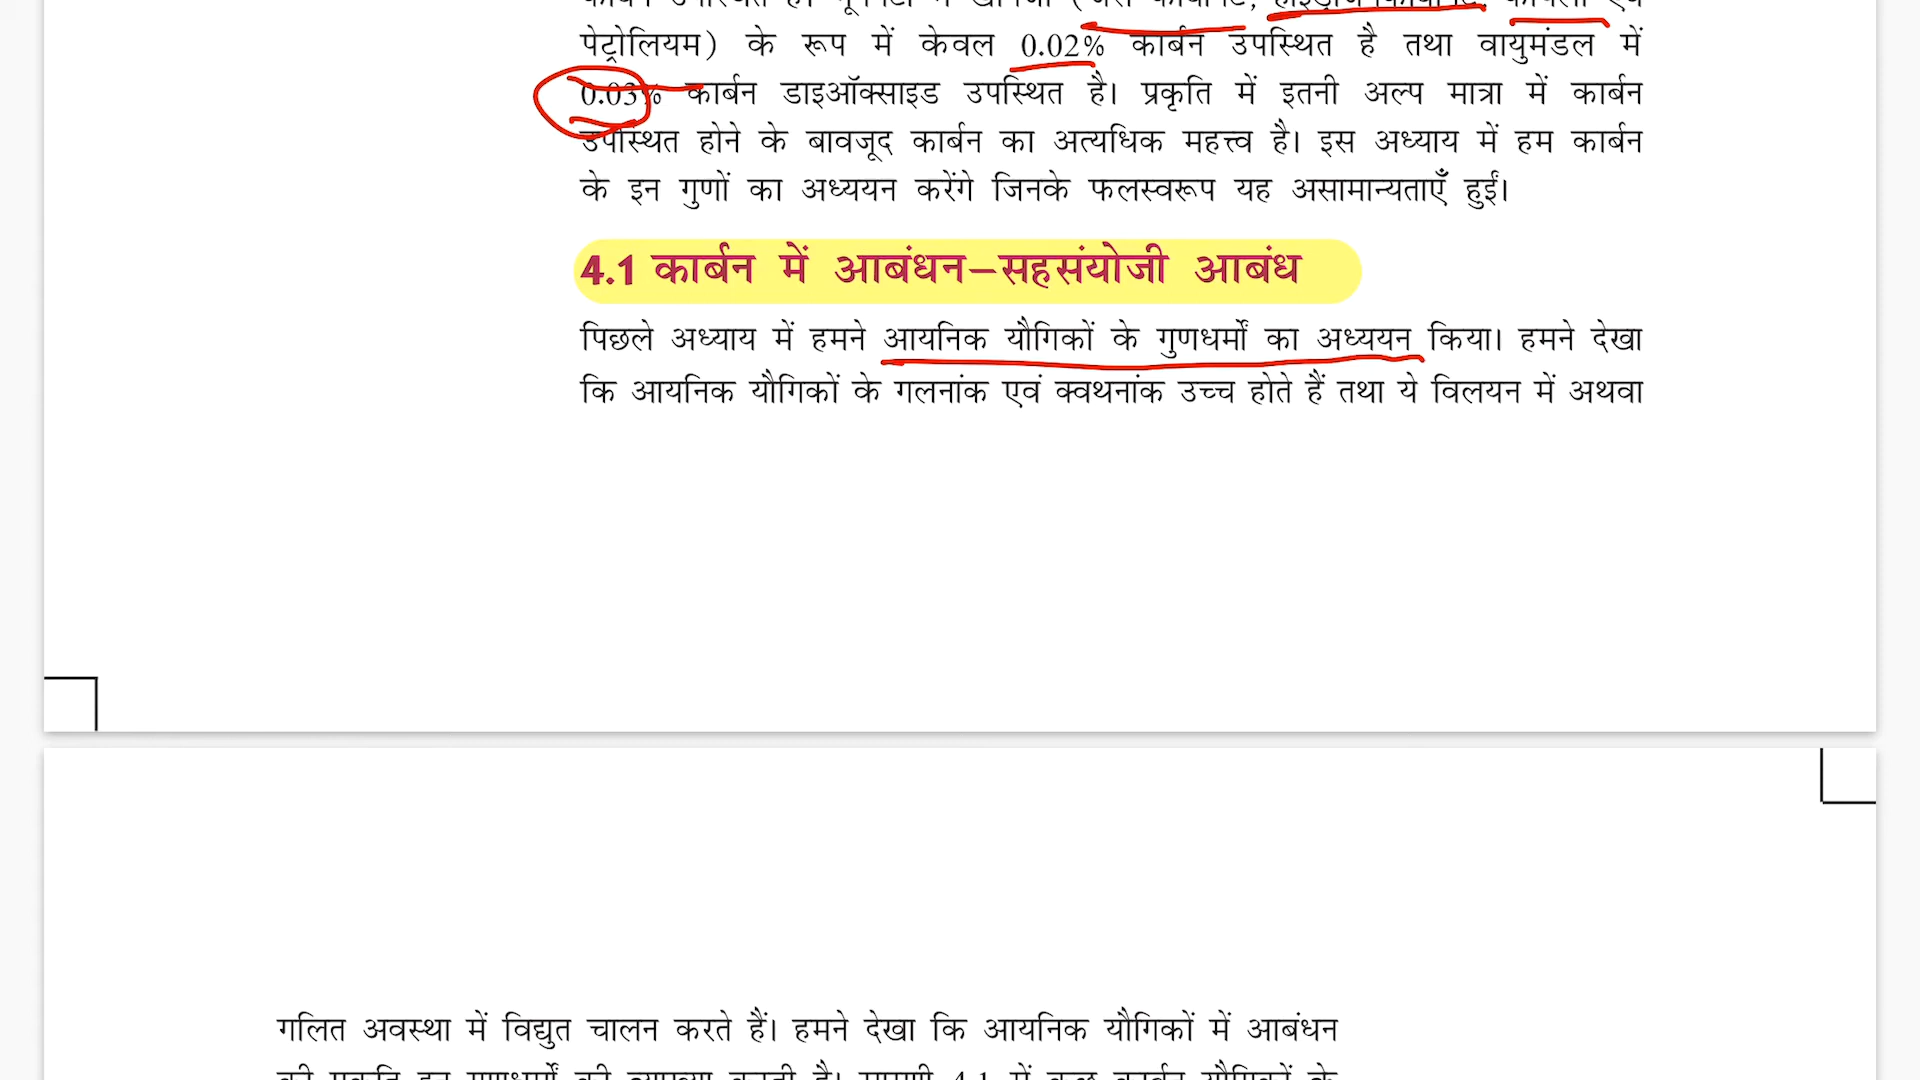 पेट्रोलियम) के रूप में केवल 0.02% कार्बन उपस्थित है तथा वायुमंडल में
0.03% कार्बन डाइऑक्साइड उपस्थित है। प्रकृति में इतनी अल्प मात्रा में कार्बन
उपस्थित होने के बावजूद कार्बन का अत्यधिक महत्त्व है। इस अध्याय में हम कार्बन
के इन गुणों का अध्ययन करेंगे जिनके फलस्वरूप यह असामान्यताएँ हुईं।
4.1 कार्बन में आबंधन–सहसंयोजी आबंध
पिछले अध्याय में हमने आयनिक यौगिकों के गुणधर्मों का अध्ययन किया। हमने देखा
कि आयनिक यौगिकों के गलनांक एवं क्वथनांक उच्च होते हैं तथा ये विलयन में अथवा
गलित अवस्था में विद्युत चालन करते हैं। हमने देखा कि आयनिक यौगिकों में आबंधन